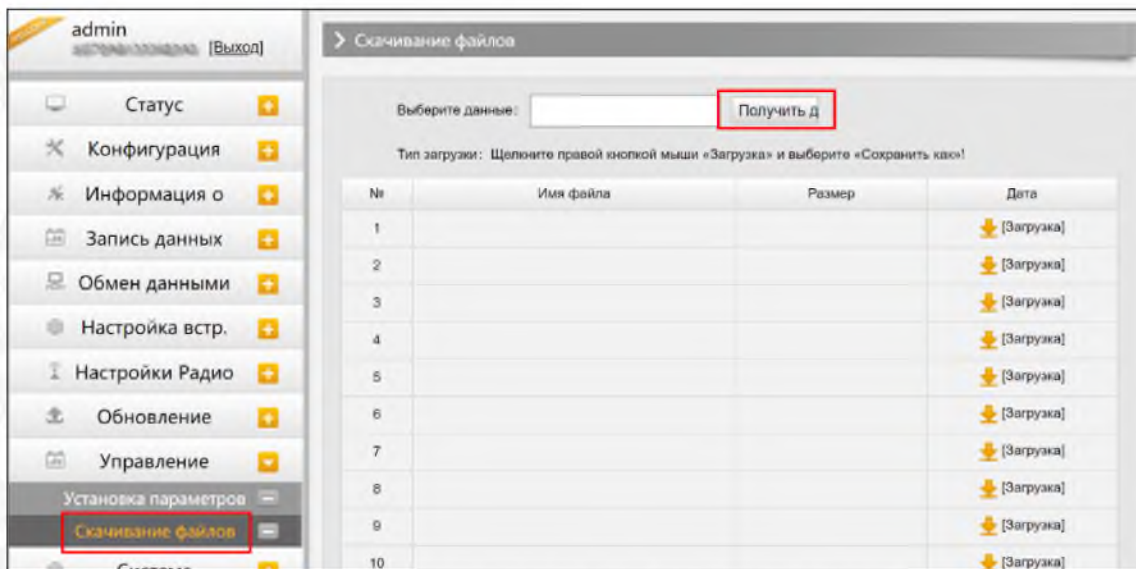 admin
[Выход]
Статус
Конфигурация
Информация о
Запись данных
Обмен данными
Настройка встр.
Настройки Радио
Обновление
Управление
Установка параметров
Скачивание файлов
Система
Скачивание файлов
Выберите данные:
Получить д
Тип загрузки: Щелкните правой кнопкой мыши «Загрузка» и выберите «Сохранить как»!
№ Имя файла Размер Дата
1 [Загрузка]
2 [Загрузка]
3 [Загрузка]
4 [Загрузка]
5 [Загрузка]
6 [Загрузка]
7 [Загрузка]
8 [Загрузка]
9 [Загрузка]
10 [Загрузка]